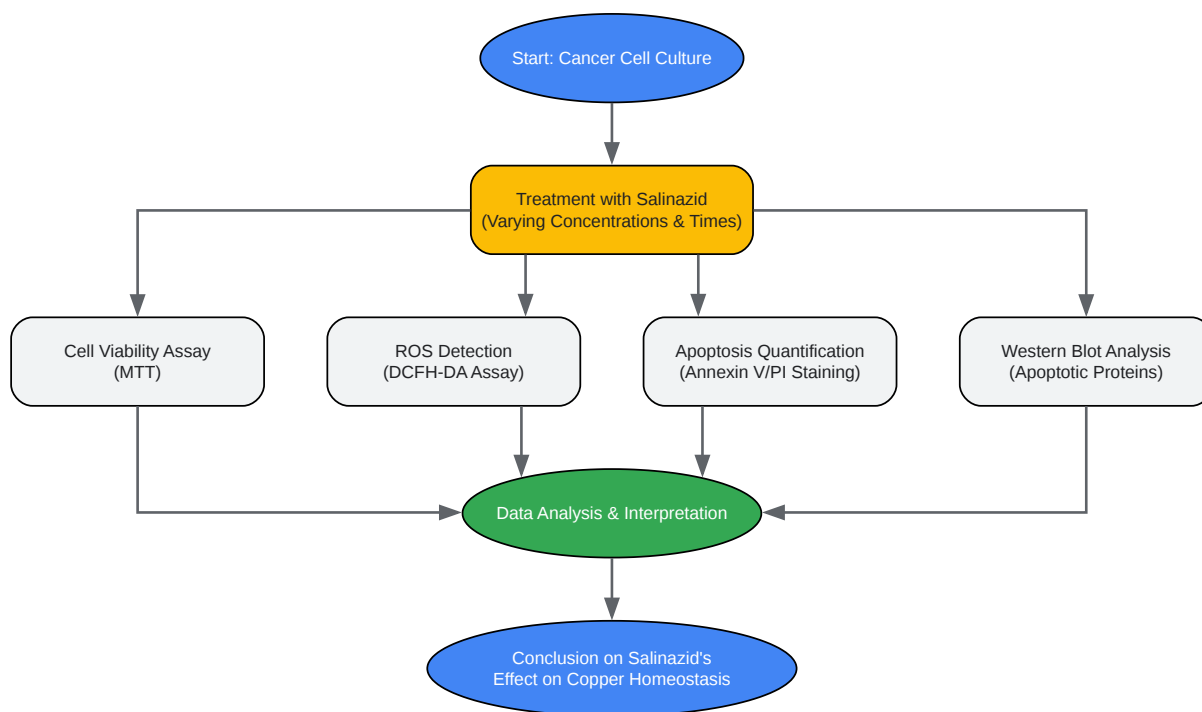 Start: Cancer Cell Culture
Treatment with Salinazid
(Varying Concentrations & Times)
Cell Viability Assay
(MTT)
ROS Detection
(DCFH-DA Assay)
Apoptosis Quantification
(Annexin V/PI Staining)
Western Blot Analysis
(Apoptotic Proteins)
Data Analysis & Interpretation
Conclusion on Salinazid's
Effect on Copper Homeostasis